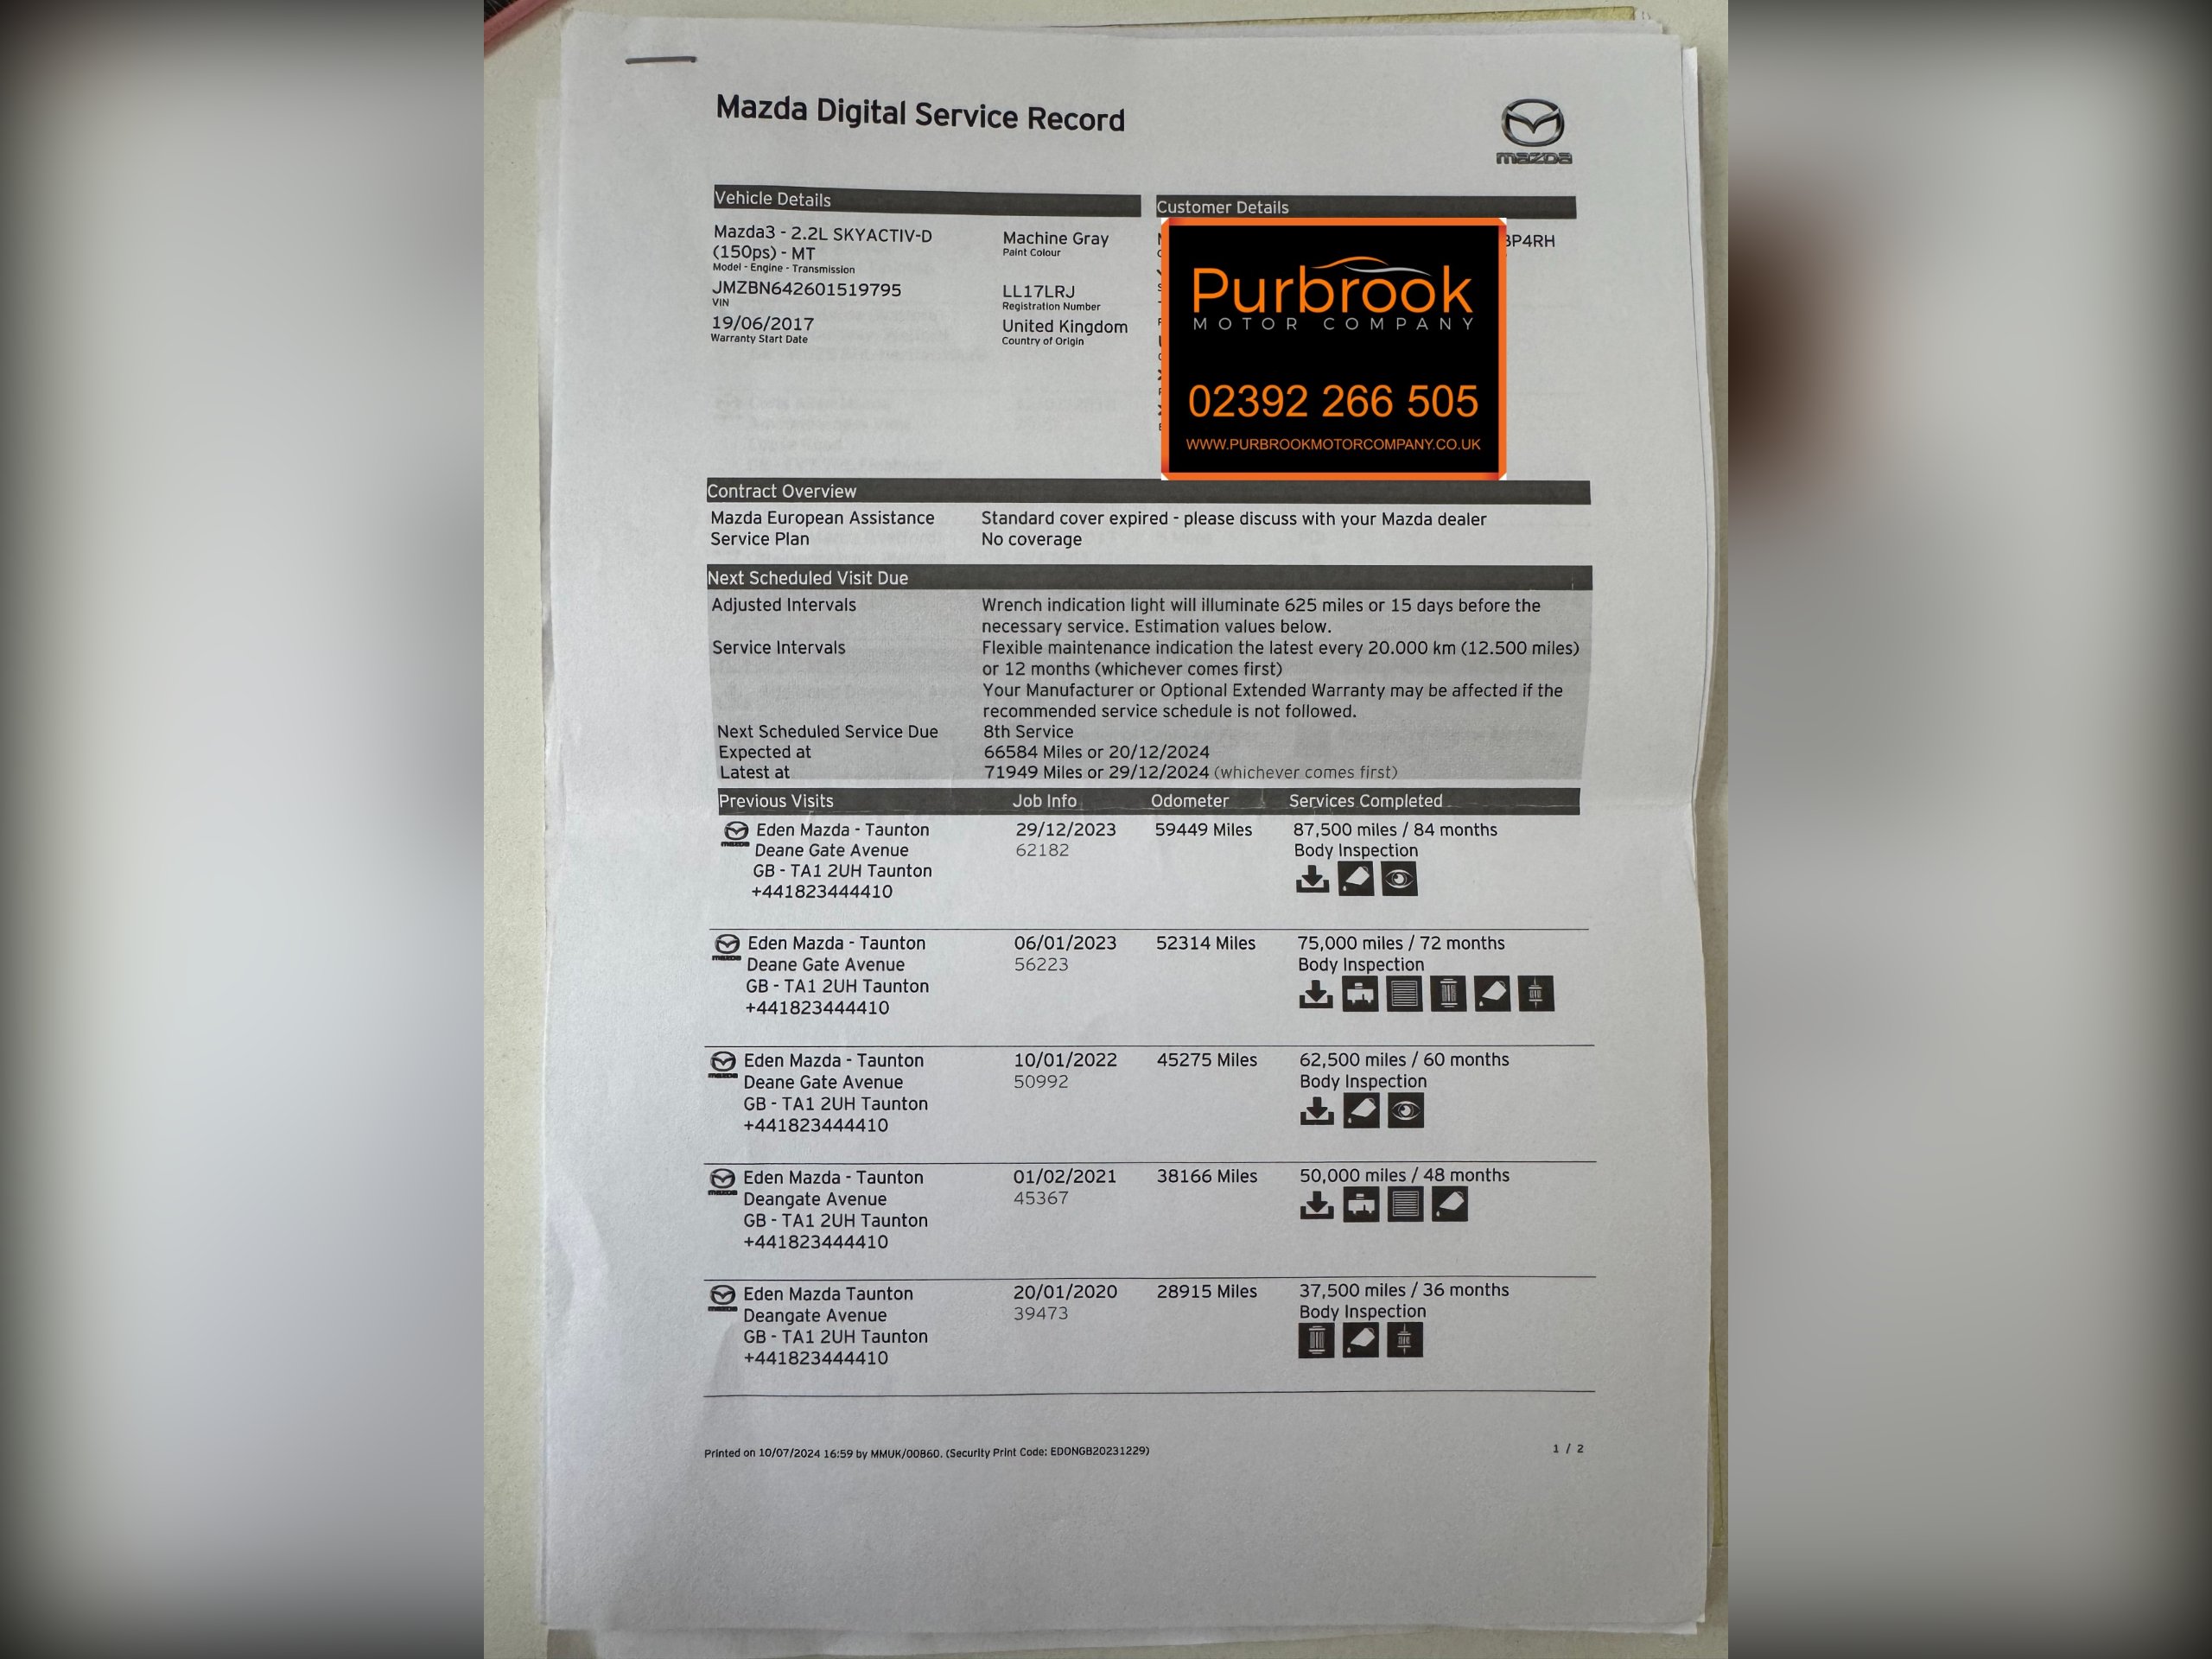 Mazda Digital Service Record
mazda
Vehicle Details
Mazda3 - 2.2L SKYACTIV-D
(150ps) - MT
Model - Engine - Transmission
Machine Gray
Paint Colour
JMZBN642601519795
VIN
LL17LRJ
Registration Number
19/06/2017
Warranty Start Date
United Kingdom
Country of Origin
Customer Details
BP4RH
Purbrook
MOTOR COMPANY
02392 266 505
WWW.PURBROOKMOTORCOMPANY.CO.UK
Contract Overview
Mazda European Assistance Standard cover expired - please discuss with your Mazda dealer
Service Plan No coverage
Next Scheduled Visit Due
Adjusted Intervals Wrench indication light will illuminate 625 miles or 15 days before the
necessary service. Estimation values below.
Service Intervals Flexible maintenance indication the latest every 20.000 km (12.500 miles)
or 12 months (whichever comes first)
Your Manufacturer or Optional Extended Warranty may be affected if the
recommended service schedule is not followed.
Next Scheduled Service Due 8th Service
Expected at 66584 Miles or 20/12/2024
Latest at 71949 Miles or 29/12/2024 (whichever comes first)
Previous Visits Job Info Odometer Services Completed
Eden Mazda - Taunton 29/12/2023 59449 Miles 87,500 miles / 84 months
Deane Gate Avenue 62182 Body Inspection
GB - TA1 2UH Taunton
+441823444410
Eden Mazda - Taunton 06/01/2023 52314 Miles 75,000 miles / 72 months
Deane Gate Avenue 56223 Body Inspection
GB - TA1 2UH Taunton
+441823444410
Eden Mazda - Taunton 10/01/2022 45275 Miles 62,500 miles / 60 months
Deane Gate Avenue 50992 Body Inspection
GB - TA1 2UH Taunton
+441823444410
Eden Mazda - Taunton 01/02/2021 38166 Miles 50,000 miles / 48 months
Deangate Avenue 45367
GB - TA1 2UH Taunton
+441823444410
Eden Mazda Taunton 20/01/2020 28915 Miles 37,500 miles / 36 months
Deangate Avenue 39473 Body Inspection
GB - TA1 2UH Taunton
+441823444410
Printed on 10/07/2024 16:59 by MMUK/00860. (Security Print Code: EDONGB20231229)
1 / 2